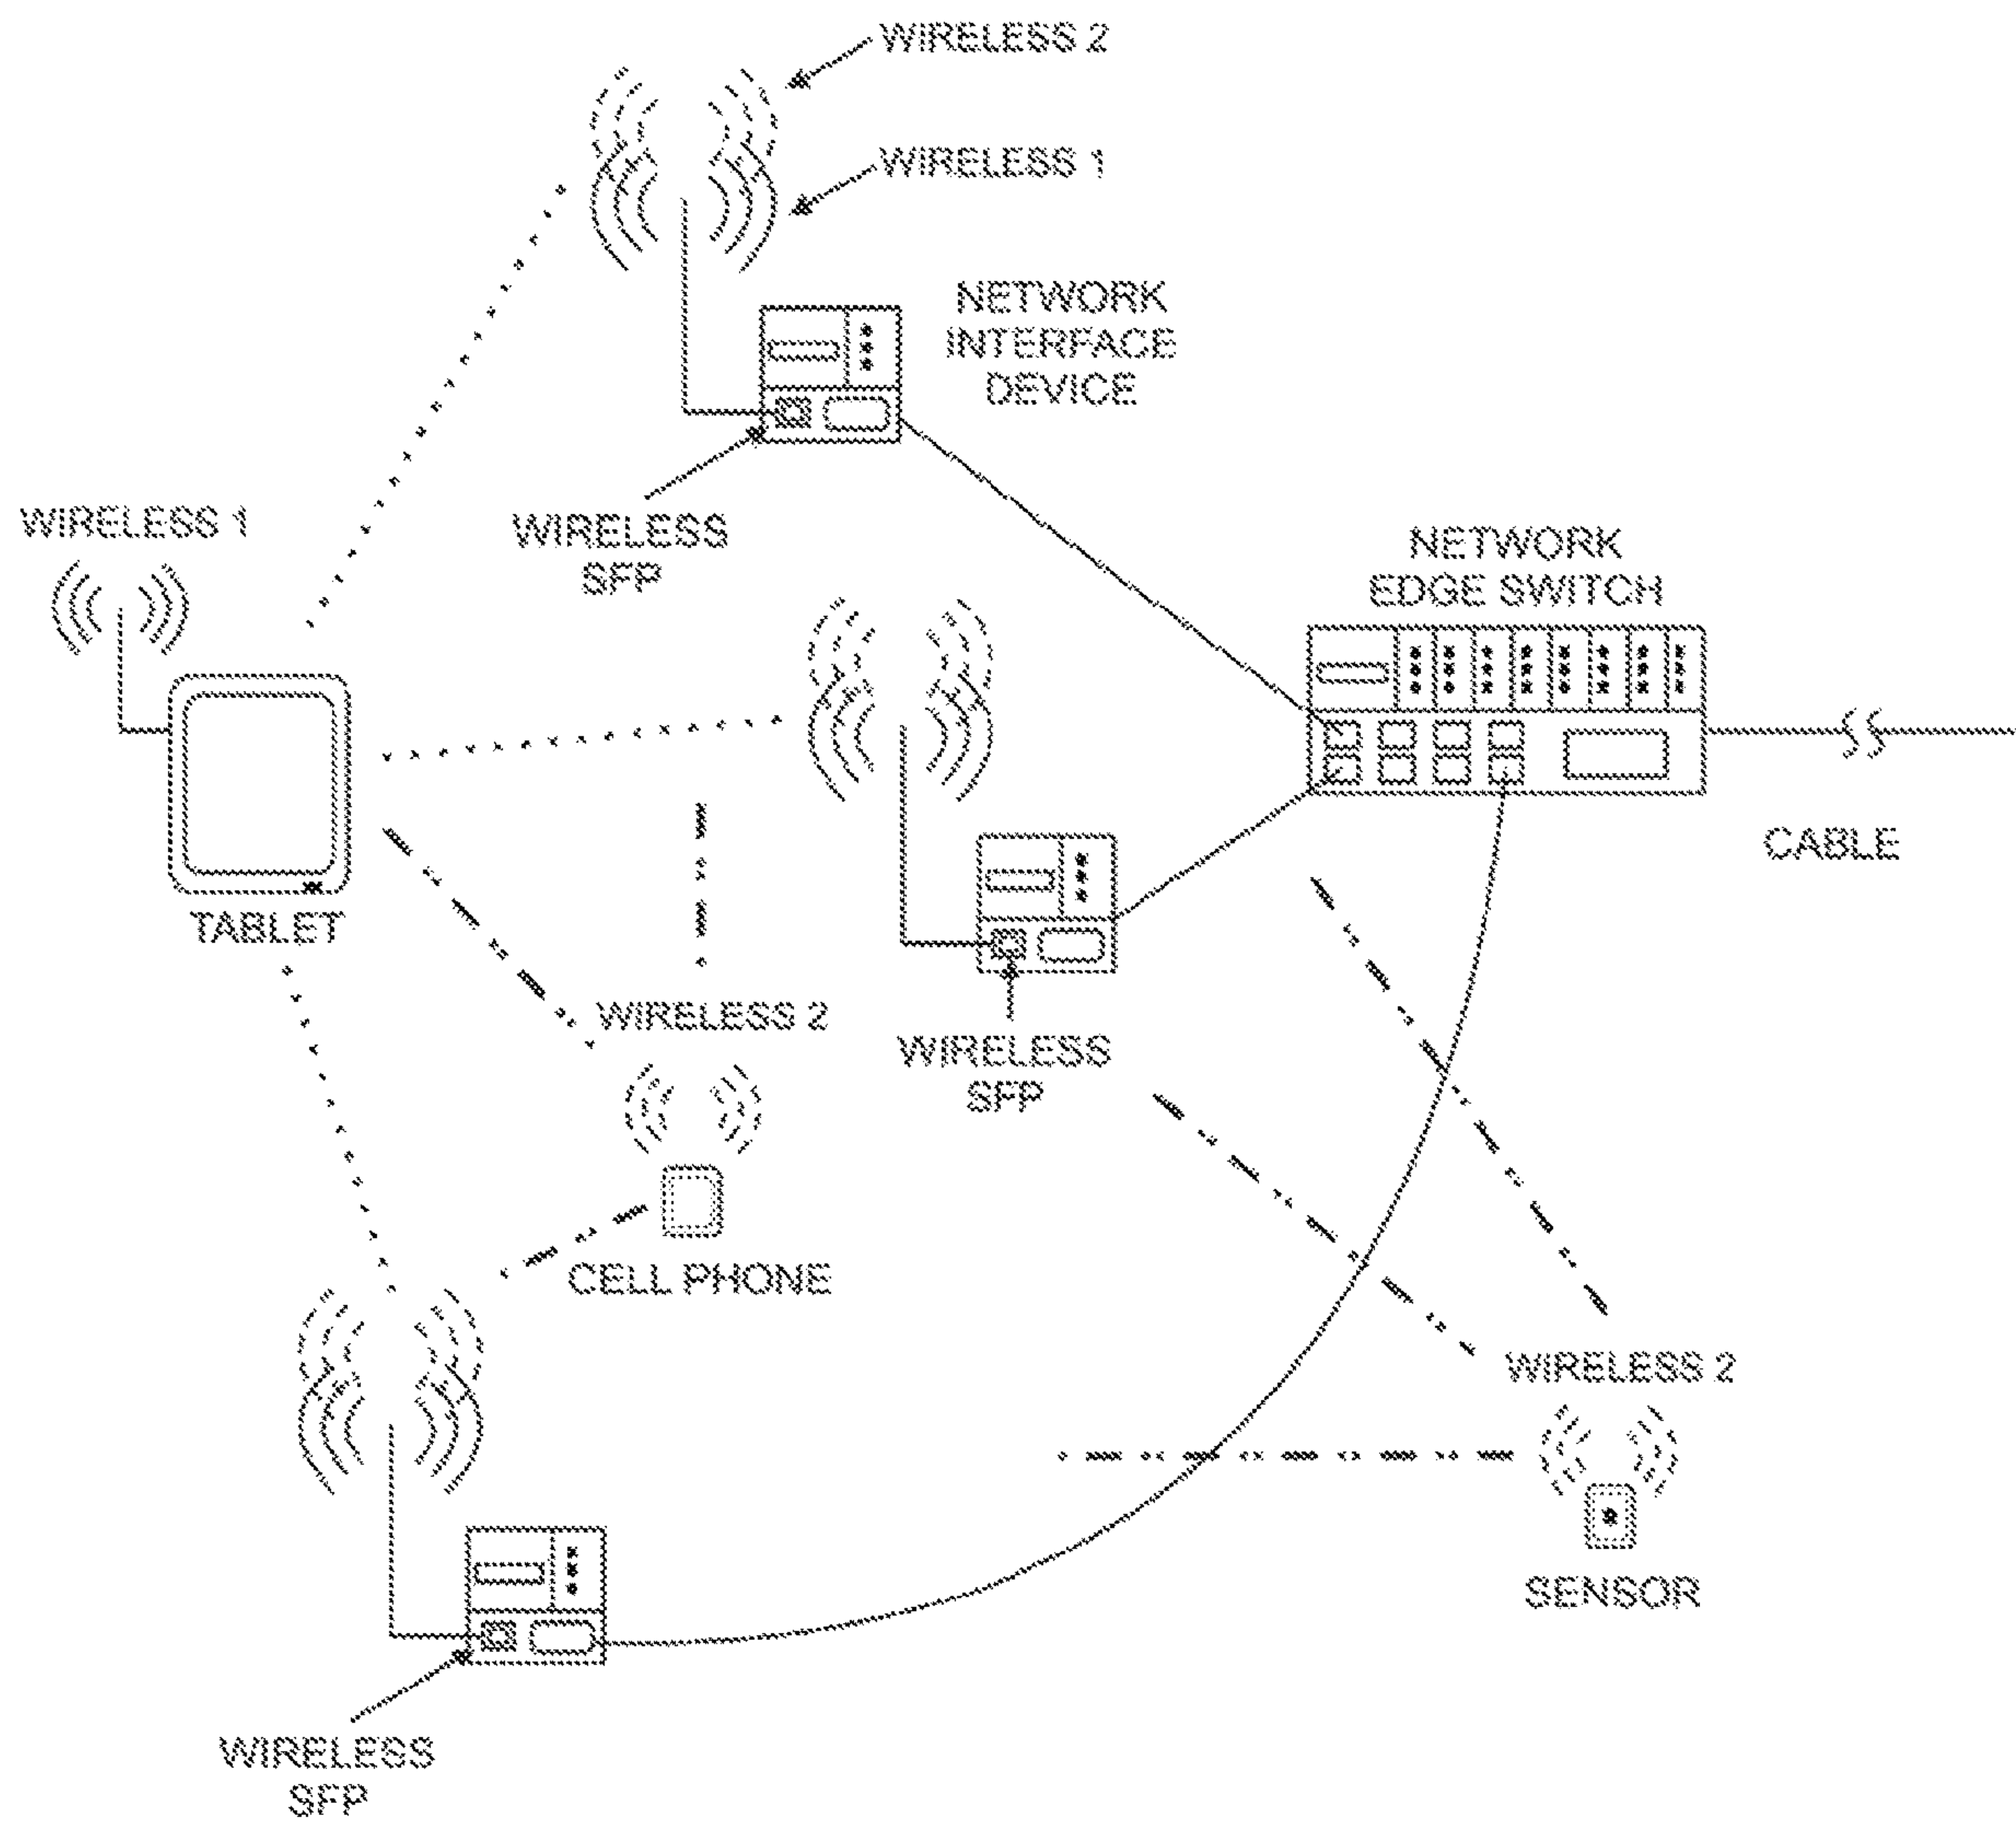 WIRELESS 2
WIRELESS 1
NETWORK
INTERFACE
DEVICE
WIRELESS 1
WIRELESS
SFP
NETWORK
EDGE SWITCH
CABLE
TABLET
WIRELESS 2
WIRELESS
SFP
CELL PHONE
WIRELESS 2
SENSOR
WIRELESS
SFP